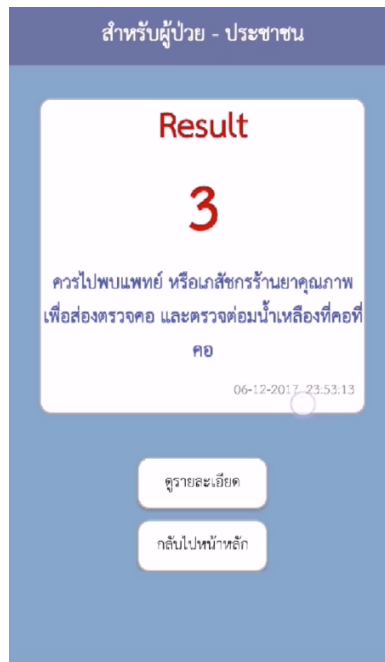 สำหรับผู้ป่วย - ประชาชน
Result
3
ควรไปพบแพทย์ หรือเภสัชกรร้านยาคุณภาพ
เพื่อส่องตรวจคอ และตรวจต่อมน้ำเหลืองที่คอที่
คอ
06-12-2017 23:53:13
ดูรายละเอียด
กลับไปหน้าหลัก